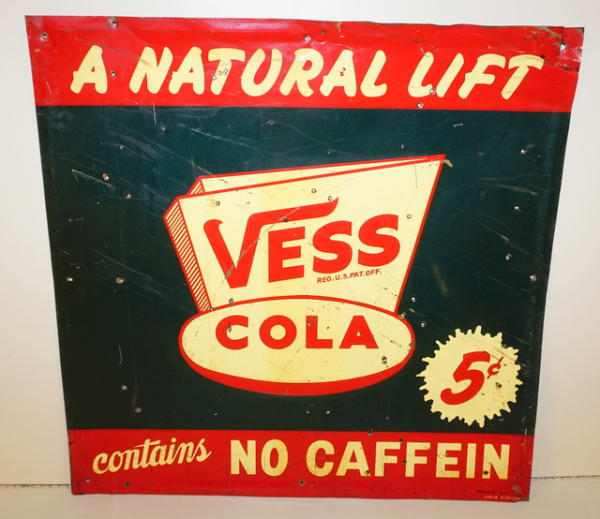 A NATURAL LIFT
VESS
REG. U.S. PAT. OFF.
COLA
5¢
contains NO CAFFEIN